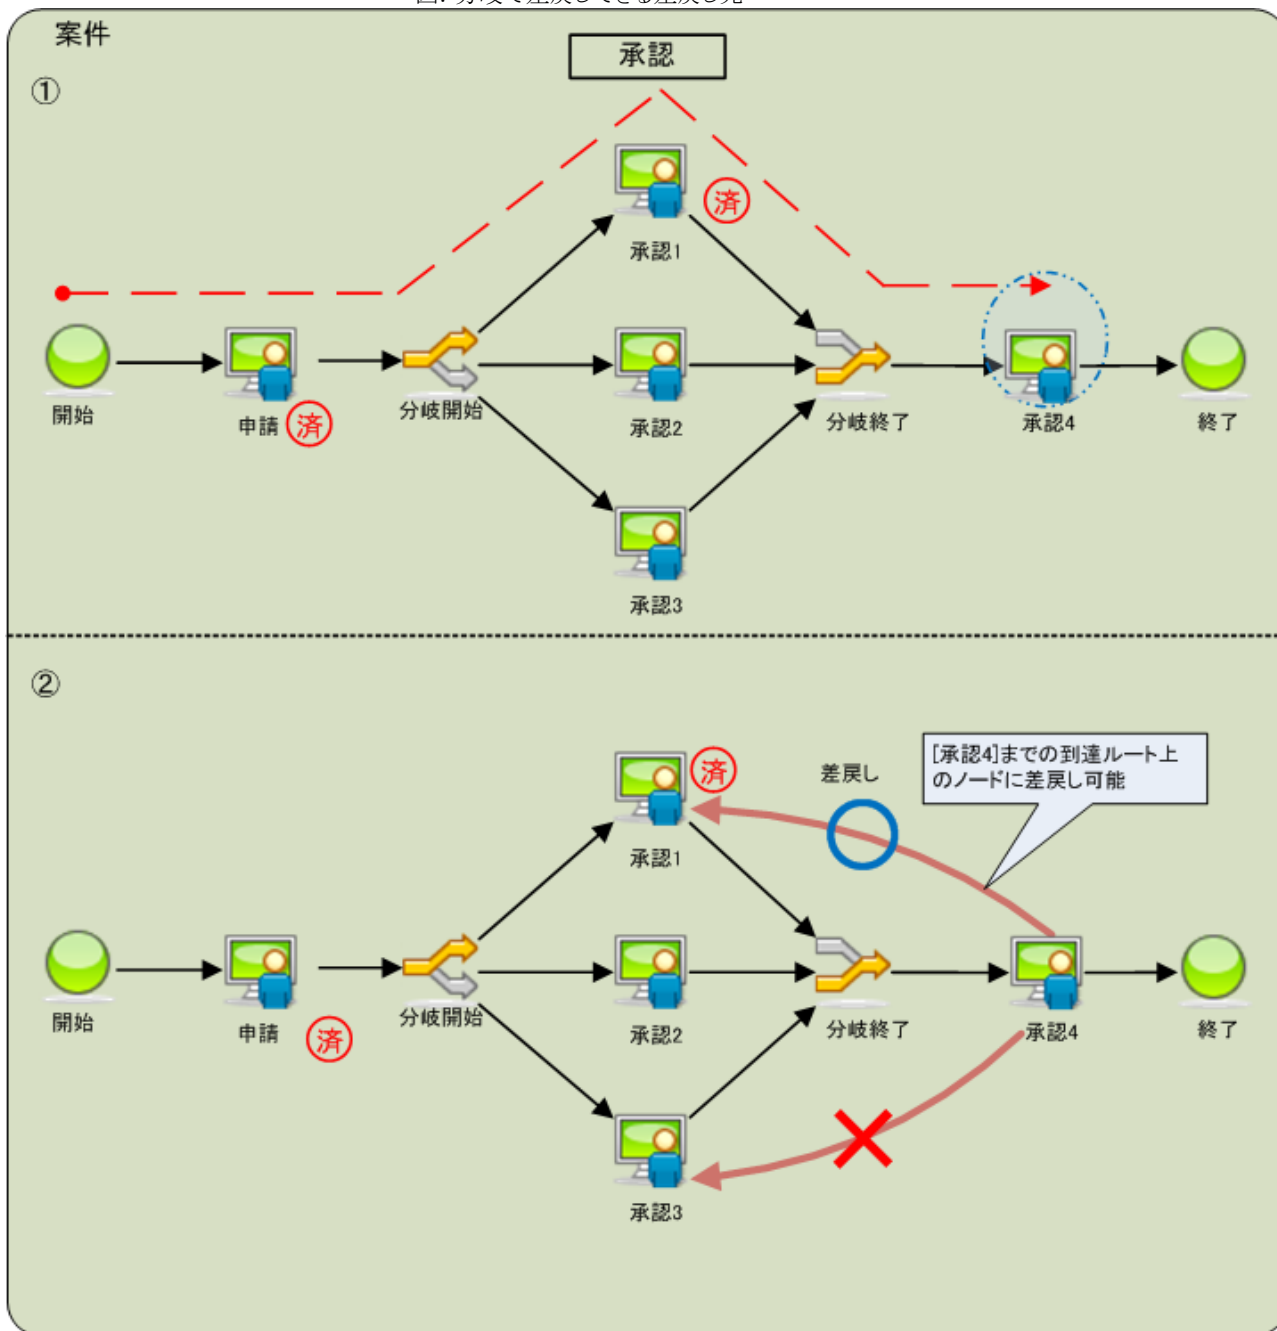 案件
①
承認
済
承認1
開始
申請
済
分岐開始
承認2
分岐終了
承認4
終了
承認3
②
[承認4]までの到達ルート上
のノードに差戻し可能
差戻し
済
承認1
開始
申請
済
分岐開始
承認2
分岐終了
承認4
終了
承認3